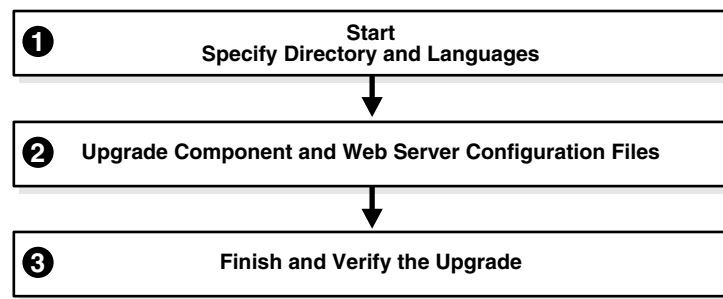 1
Start
Specify Directory and Languages
2
Upgrade Component and Web Server Configuration Files
3
Finish and Verify the Upgrade